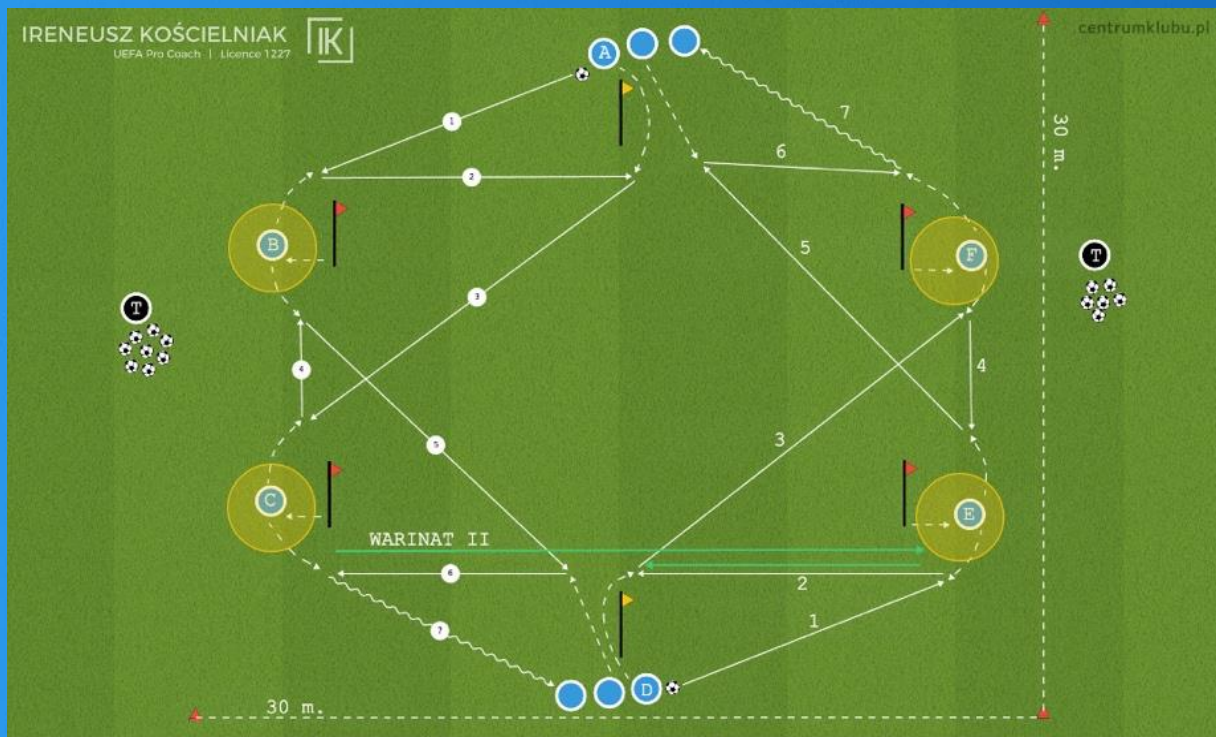 IRENEUSZ KOŚCIELNIAK
UEFA Pro Coach | Licence 1227
IK
centrumklubu.pl
A
1
7
30 m.
2
6
B
F
T
T
5
3
4
4
5
3
C
E
WARINAT II
6
2
7
1
D
30 m.